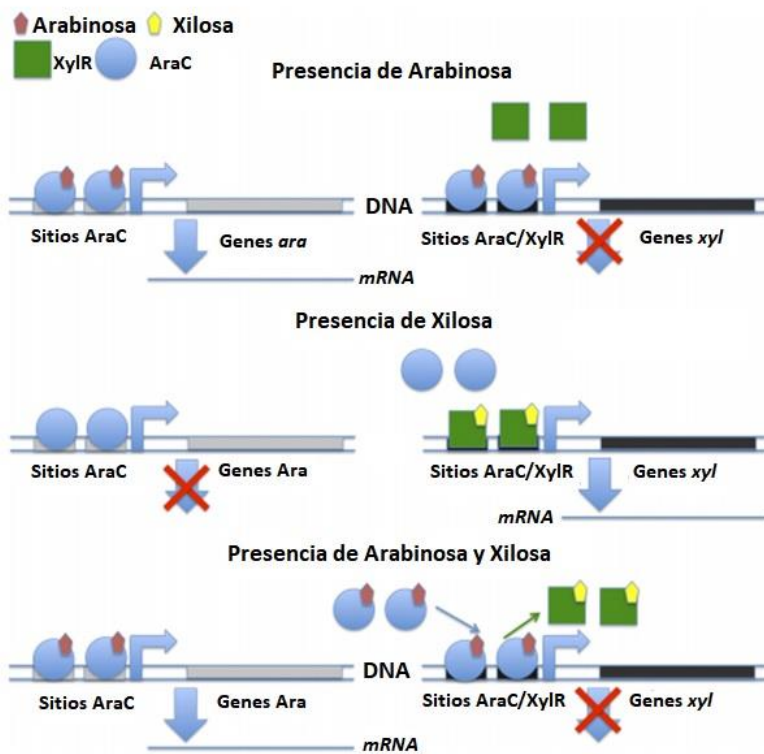 Arabinosa Xilosa
XylR AraC
Presencia de Arabinosa
DNA
Sitios AraC Genes ara Sitios AraC/XylR Genes xyl
mRNA
Presencia de Xilosa
Sitios AraC Genes Ara Sitios AraC/XylR Genes xyl
mRNA
Presencia de Arabinosa y Xilosa
DNA
Sitios AraC Genes Ara Sitios AraC/XylR Genes xyl
mRNA